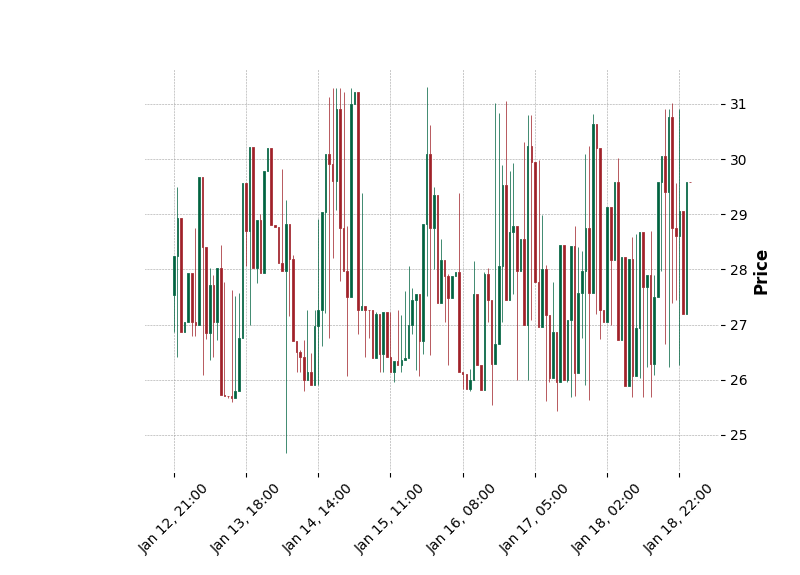 31
30
29
28
27
26
25
Price
Jan 12, 21:00
Jan 13, 18:00
Jan 14, 14:00
Jan 15, 11:00
Jan 16, 08:00
Jan 17, 05:00
Jan 18, 02:00
Jan 18, 22:00